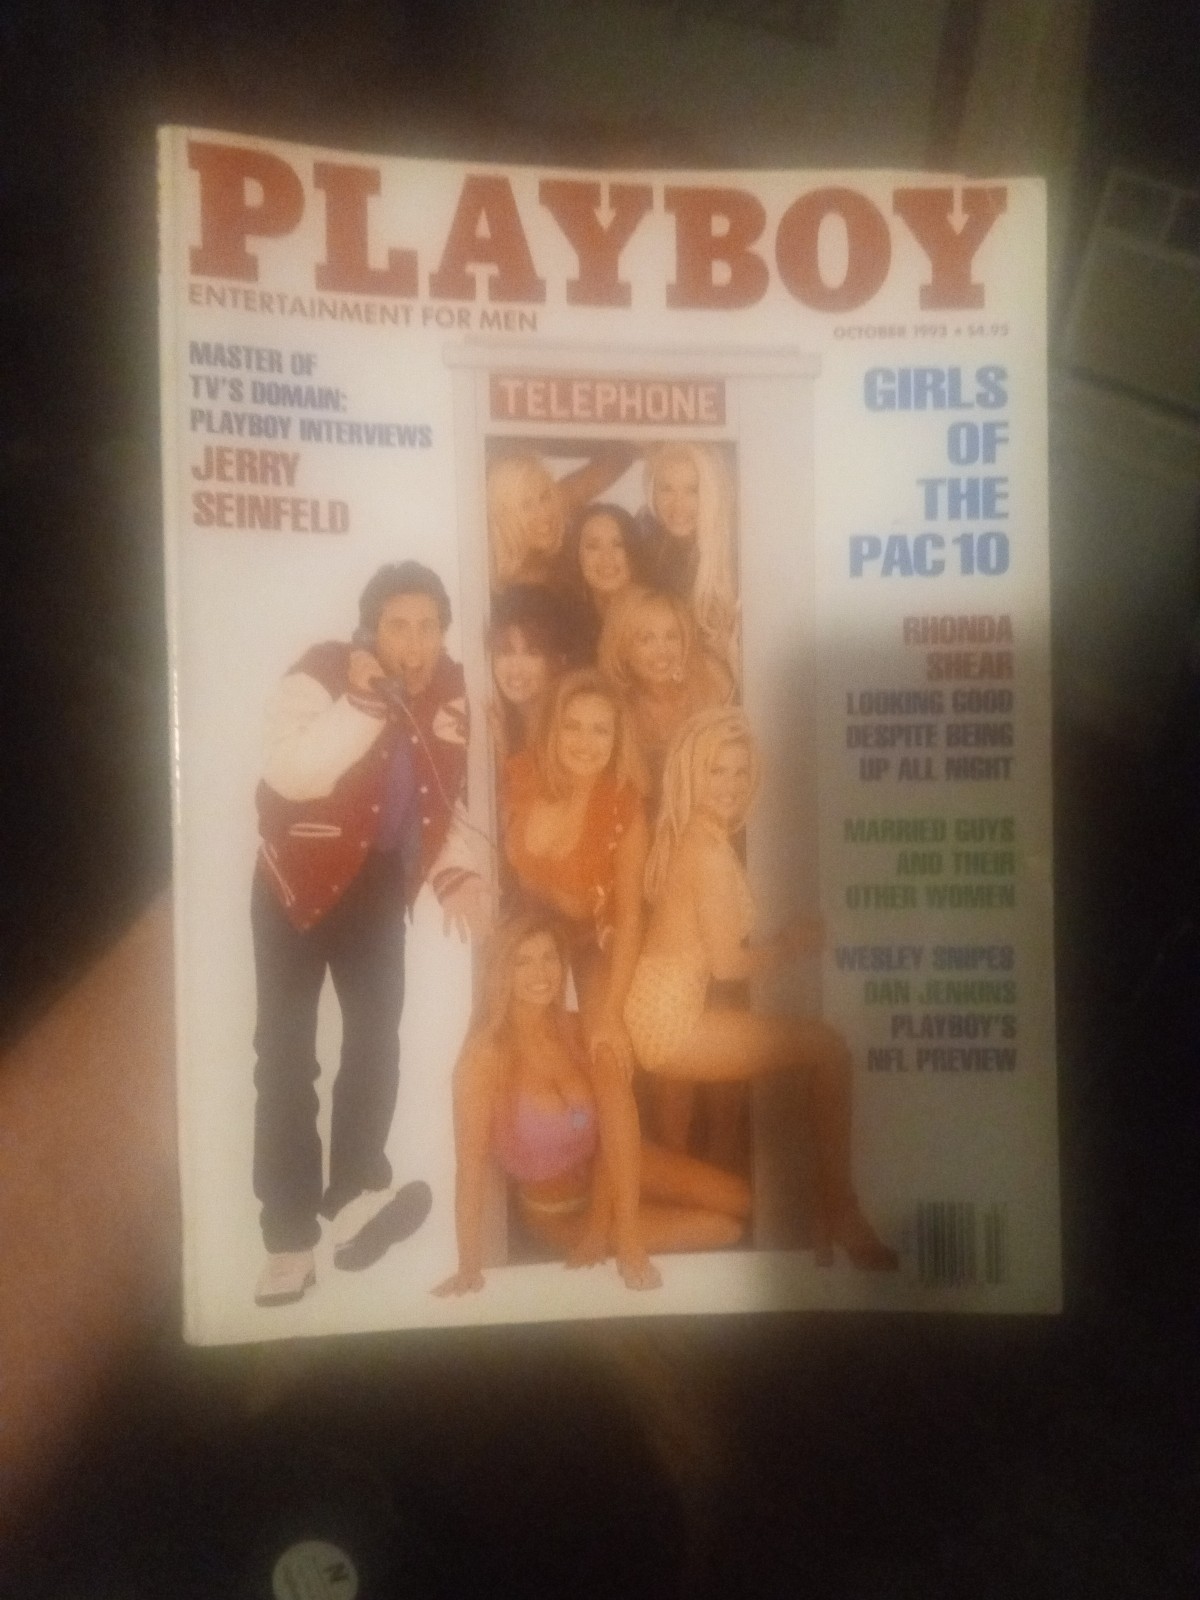 PLAYBOY
ENTERTAINMENT FOR MEN
OCTOBER 1993 • $4.95
MASTER OF
TV'S DOMAIN:
PLAYBOY INTERVIEWS
JERRY
SEINFELD
TELEPHONE
GIRLS
OF
THE
PAC 10
RHONDA
SHEAR
LOOKING GOOD
DESPITE BEING
UP ALL NIGHT
MARRIED GUYS
AND THEIR
OTHER WOMEN
WESLEY SNIPES
DAN JENKINS
PLAYBOY'S
NFL PREVIEW